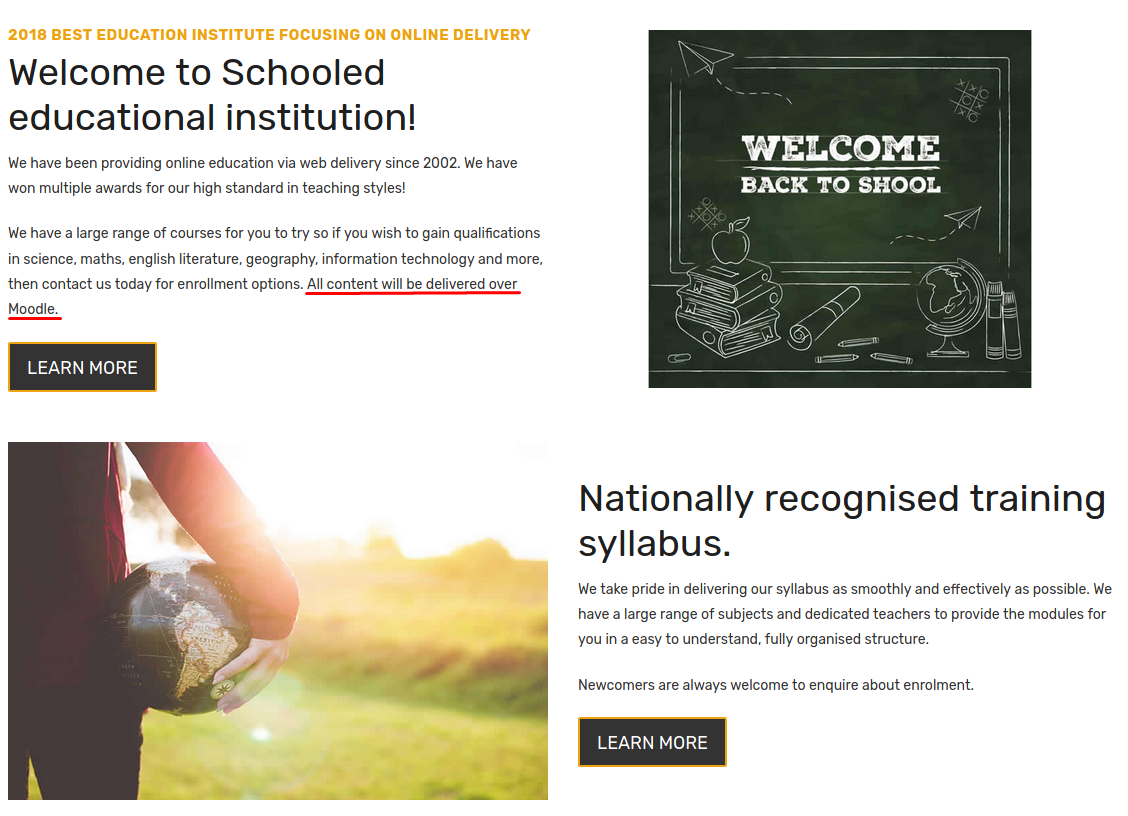 2018 BEST EDUCATION INSTITUTE FOCUSING ON ONLINE DELIVERY
Welcome to Schooled
educational institution!
We have been providing online education via web delivery since 2002. We have
won multiple awards for our high standard in teaching styles!
We have a large range of courses for you to try so if you wish to gain qualifications
in science, maths, english literature, geography, information technology and more,
then contact us today for enrollment options. All content will be delivered over
Moodle.
LEARN MORE
WELCOME
BACK TO SHOOL
Nationally recognised training
syllabus.
We take pride in delivering our syllabus as smoothly and effectively as possible. We
have a large range of subjects and dedicated teachers to provide the modules for
you in a easy to understand, fully organised structure.
Newcomers are always welcome to enquire about enrolment.
LEARN MORE